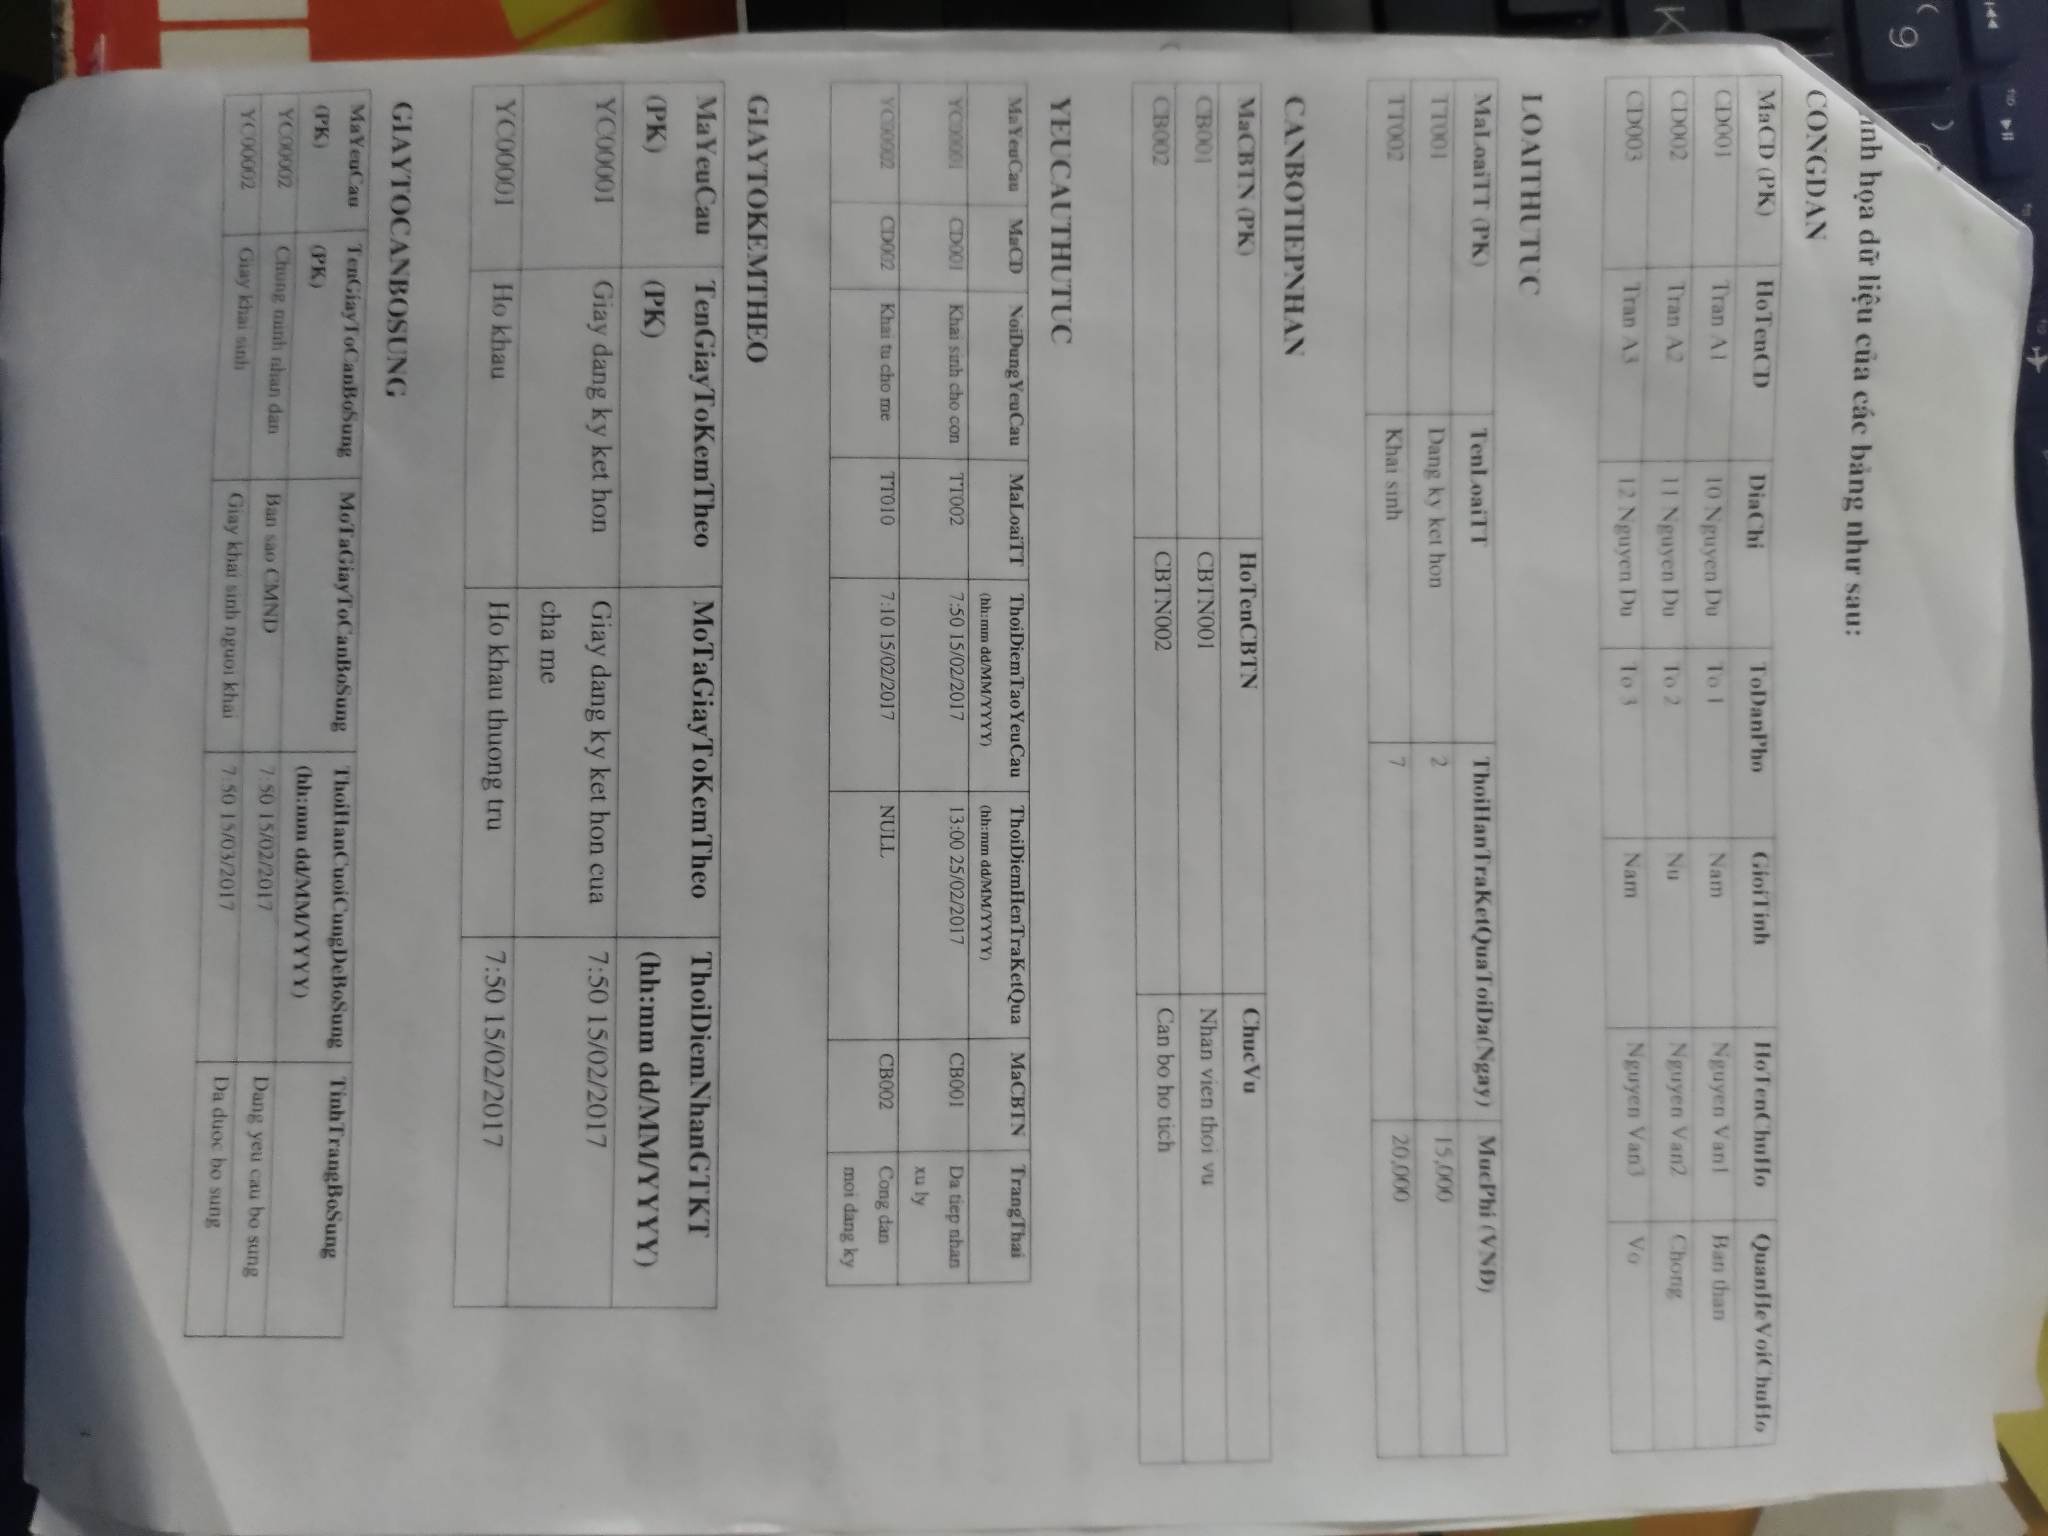 inh họa dữ liệu của các bảng như sau:
CONGDAN
MaCD (PK) HoTenCD DiaChi ToDanPho GioiTinh HoTenChuHo QuanHeVoiChuHo
CD001 Tran A1 10 Nguyen Du To 1 Nam Nguyen Van1 Ban than
CD002 Tran A2 11 Nguyen Du To 2 Nu Nguyen Van2 Chong
CD003 Tran A3 12 Nguyen Du To 3 Nam Nguyen Van3 Vo
LOAITHUTUC
MaLoaiTT (PK) TenLoaiTT ThoiHanTraKetQuaToiDa(Ngay) MucPhi (VNĐ)
TT001 Dang ky ket hon 2 15,000
TT002 Khai sinh 7 20,000
CANBOTIEPNHAN
MaCBTN (PK) HoTenCBTN ChucVu
CB001 CBTN001 Nhan vien thoi vu
CB002 CBTN002 Can bo ho tich
YEUCAUTHUTUC
MaYeuCau MaCD NoiDungYeuCau MaLoaiTT ThoiDiemTaoYeuCau ThoiDiemHenTraKetQua MaCBTN TrangThai
(hh:mm dd/MM/YYYY) (hh:mm dd/MM/YYYY)
YC00001 CD001 Khai sinh cho con TT002 7:50 15/02/2017 13:00 25/02/2017 CB001 Da tiep nhan
xu ly
YC00002 CD002 Khai tu cho me TT010 7:10 15/02/2017 NULL CB002 Cong dan
moi dang ky
GIAYTOKEMTHEO
MaYeuCau TenGiayToKemTheo MoTaGiayToKemTheo ThoiDiemNhanGTKT
(PK) (PK) (hh:mm dd/MM/YYYY)
YC00001 Giay dang ky ket hon Giay dang ky ket hon cua 7:50 15/02/2017
cha me
YC00001 Ho khau Ho khau thuong tru 7:50 15/02/2017
GIAYTOCANBOSUNG
MaYeuCau TenGiayToCanBoSung MoTaGiayToCanBoSung ThoiHanCuoiCungDeBoSung TinhTrangBoSung
(PK) (PK) (hh:mm dd/MM/YYYY)
YC00002 Chung minh nhan dan Ban sao CMND 7:50 15/02/2017 Dang yeu cau bo sung
YC00002 Giay khai sinh Giay khai sinh nguoi khai 7:50 15/03/2017 Da duoc bo sung